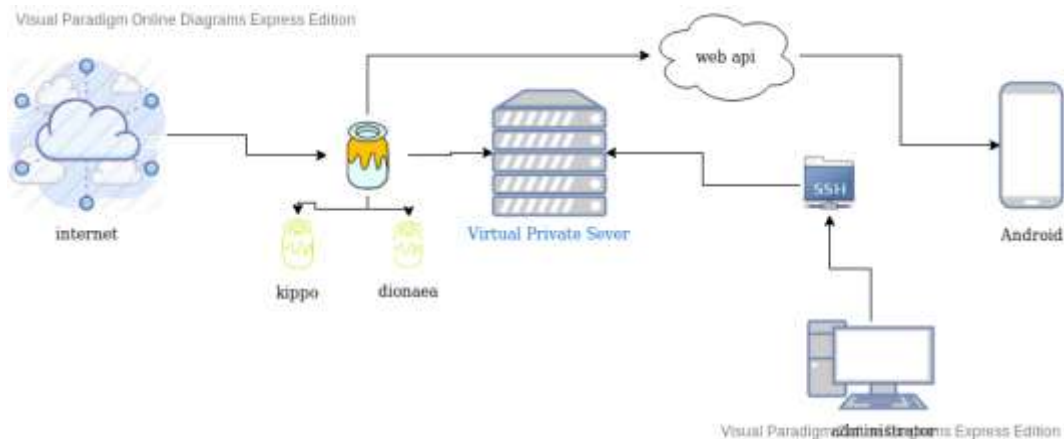 Visual Paradigm Online Diagrams Express Edition
web api
internet
SSH
Virtual Private Sever
Android
kippo
dionaea
administrator
Visual Paradigm Online Diagrams Express Edition